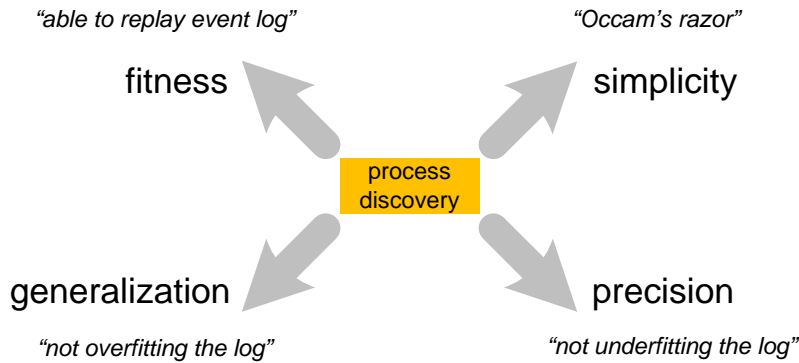 “able to replay event log”
“Occam’s razor”
fitness
simplicity
process
discovery
generalization
precision
“not overfitting the log”
“not underfitting the log”